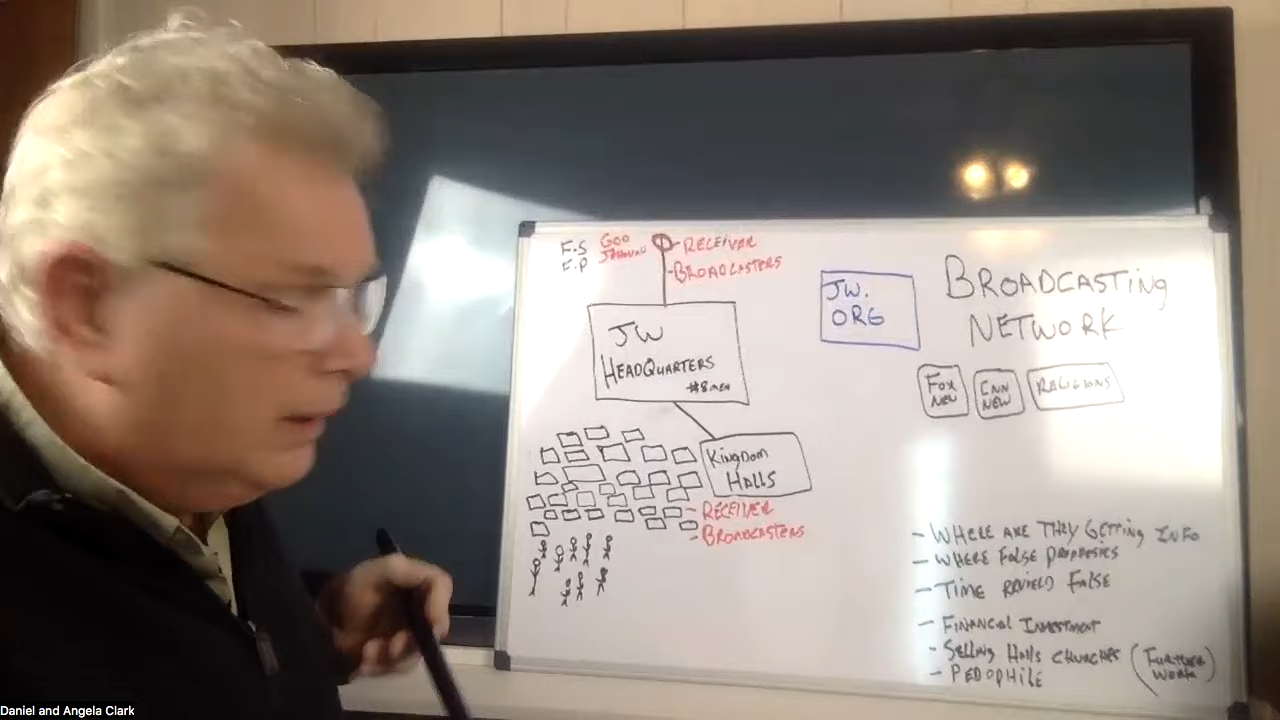 F.S GOD
F.P JEHOVAH
- RECEIVER
- BROADCASTERS
JW
HEADQUARTERS
#8 MEN
KINGDOM
HALLS
- RECEIVER
- BROADCASTERS
JW.
ORG
BROADCASTING
NETWORK
FOX
NEW
CNN
NEW
RELIGIONS
- WHERE ARE THEY GETTING INFO
- WHERE FALSE
- TIME FALSE
- FINANCIAL INVESTMENT
- SELLING HALLS CHURCHES (FURTHER
WORK)
- PEDOPHILE
Daniel and Angela Clark